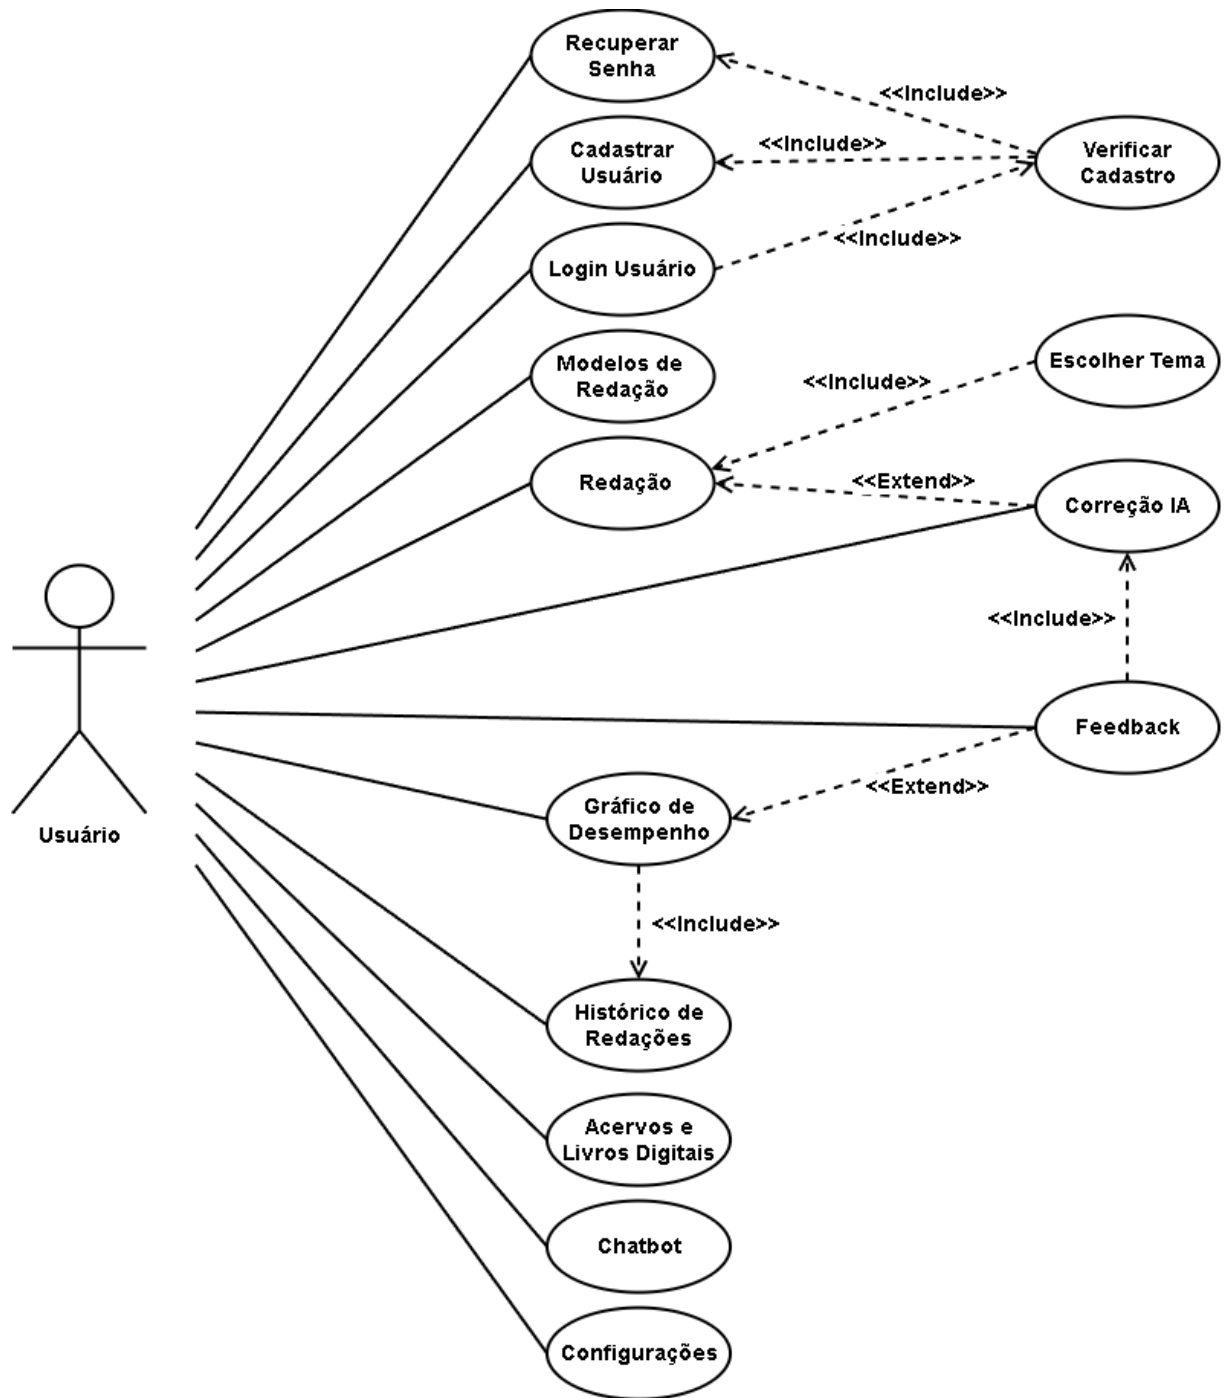 Recuperar
Senha
<<Include>>
Cadastrar
Usuário
<<Include>>
Verificar
Cadastro
Login Usuário
<<Include>>
Modelos de
Redação
<<Include>>
Escolher Tema
Redação
<<Extend>>
Correção IA
<<Include>>
Feedback
<<Extend>>
Gráfico de
Desempenho
Usuário
<<Include>>
Histórico de
Redações
Acervos e
Livros Digitais
Chatbot
Configurações